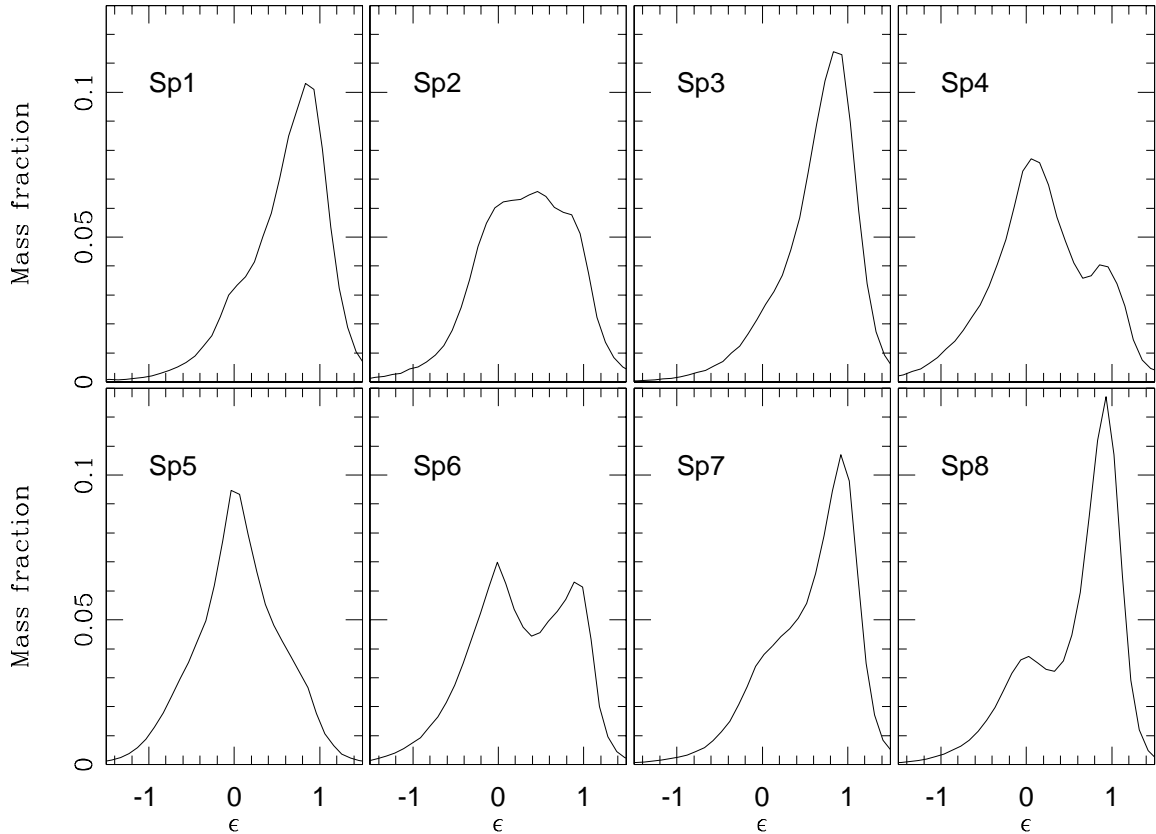 Mass fraction
0.1
0.05
0
Sp1
Sp2
Sp3
Sp4
Mass fraction
0.1
0.05
0
Sp5
Sp6
Sp7
Sp8
-1 0 1
-1 0 1
-1 0 1
-1 0 1
ϵ
ϵ
ϵ
ϵ